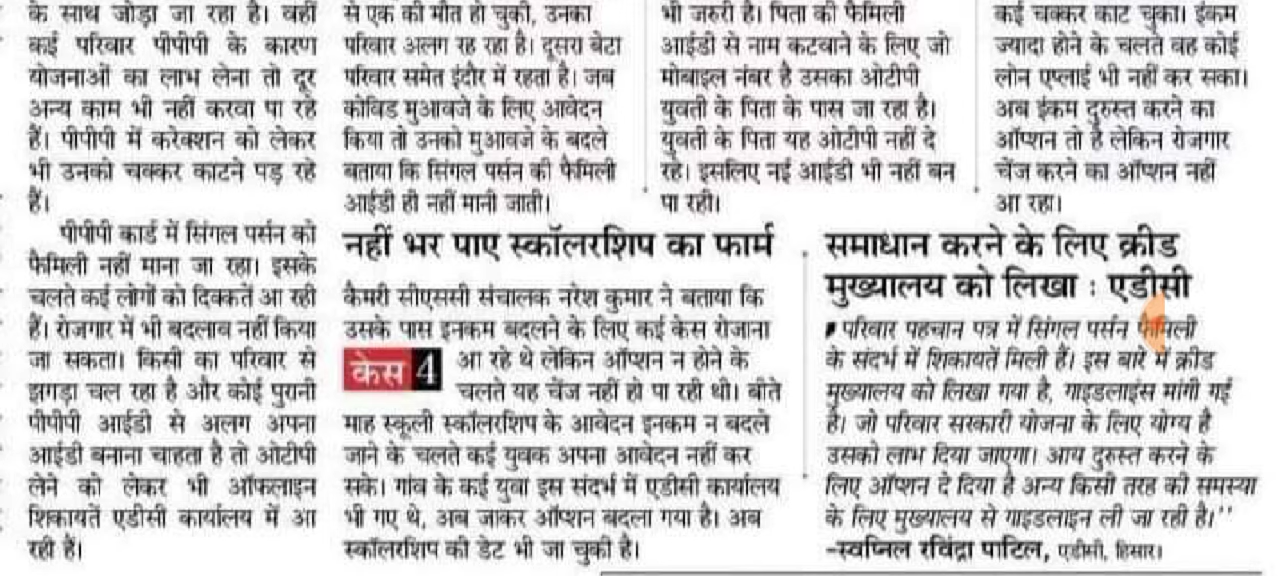 के साथ जोड़ा जा रहा है। वहीं
कई परिवार पीपीपी के कारण
योजनाओं का लाभ लेना तो दूर
अन्य काम भी नहीं करवा पा रहे
हैं। पीपीपी में करेक्शन को लेकर
भी उनको चक्कर काटने पड़ रहे
हैं।
पीपीपी कार्ड में सिंगल पर्सन को
फैमिली नहीं माना जा रहा। इसके
चलते कई लोगों को दिक्कतें आ रही
हैं। रोजगार में भी बदलाव नहीं किया
जा सकता। किसी का परिवार से
झगड़ा चल रहा है और कोई पुरानी
पीपीपी आईडी से अलग अपना
आईडी बनाना चाहता है तो ओटीपी
लेने को लेकर भी ऑफलाइन
शिकायतें एडीसी कार्यालय में आ
रही हैं।
से एक की मौत हो चुकी, उनका
परिवार अलग रह रहा है। दूसरा बेटा
परिवार समेत इंदौर में रहता है। जब
कोविड मुआवजे के लिए आवेदन
किया तो उनको मुआवजे के बदले
बताया कि सिंगल पर्सन की फैमिली
आईडी ही नहीं मानी जाती।
भी जरुरी है। पिता की फैमिली
आईडी से नाम कटवाने के लिए जो
मोबाइल नंबर है उसका ओटीपी
युवती के पिता के पास जा रहा है।
युवती के पिता यह ओटीपी नहीं दे
रहे। इसलिए नई आईडी भी नहीं बन
पा रही।
कई चक्कर काट चुका। इंकम
ज्यादा होने के चलते वह कोई
लोन एप्लाई भी नहीं कर सका।
अब इंकम दुरुस्त करने का
ऑप्शन तो है लेकिन रोजगार
चेंज करने का ऑप्शन नहीं
आ रहा।
नहीं भर पाए स्कॉलरशिप का फार्म
कैमरी सीएससी संचालक नरेश कुमार ने बताया कि
उसके पास इनकम बदलने के लिए कई केस रोजाना
केस 4 आ रहे थे लेकिन ऑप्शन न होने के
चलते यह चेंज नहीं हो पा रही थी। बीते
माह स्कूली स्कॉलरशिप के आवेदन इनकम न बदले
जाने के चलते कई युवक अपना आवेदन नहीं कर
सके। गांव के कई युवा इस संदर्भ में एडीसी कार्यालय
भी गए थे, अब जाकर ऑप्शन बदला गया है। अब
स्कॉलरशिप की डेट भी जा चुकी है।
समाधान करने के लिए क्रीड
मुख्यालय को लिखा : एडीसी
परिवार पहचान पत्र में सिंगल पर्सन फैमिली
के संदर्भ में शिकायतें मिली हैं। इस बारे में क्रीड
मुख्यालय को लिखा गया है, गाइडलाइंस मांगी गई
है। जो परिवार सरकारी योजना के लिए योग्य है
उसको लाभ दिया जाएगा। आय दुरुस्त करने के
लिए ऑप्शन दे दिया है अन्य किसी तरह की समस्या
के लिए मुख्यालय से गाइडलाइन ली जा रही है।''
-स्वप्निल रविंद्रा पाटिल, एडीसी, हिसार।